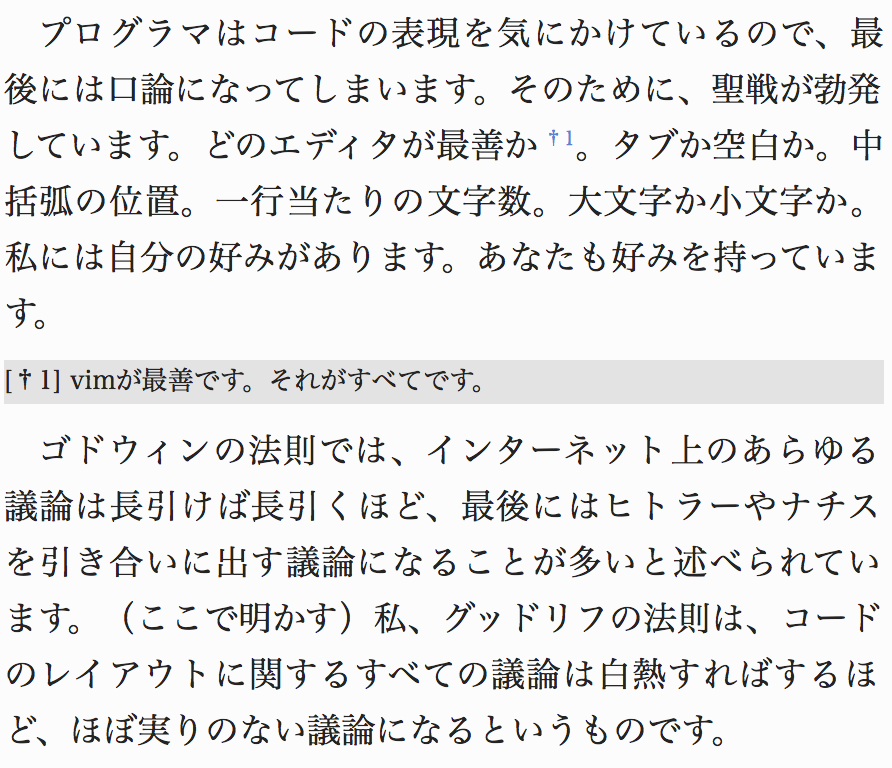 プログラマはコードの表現を気にかけているので、最
後には口論になってしまいます。そのために、聖戦が勃発
しています。どのエディタが最善か†1。タブか空白か。中
括弧の位置。一行当たりの文字数。大文字か小文字か。
私には自分の好みがあります。あなたも好みを持っていま
す。
[†1] vimが最善です。それがすべてです。
　ゴドウィンの法則では、インターネット上のあらゆる
議論は長引けば長引くほど、最後にはヒトラーやナチス
を引き合いに出す議論になることが多いと述べられてい
ます。（ここで明かす）私、グッドリフの法則は、コード
のレイアウトに関するすべての議論は白熱すればするほ
ど、ほぼ実りのない議論になるというものです。